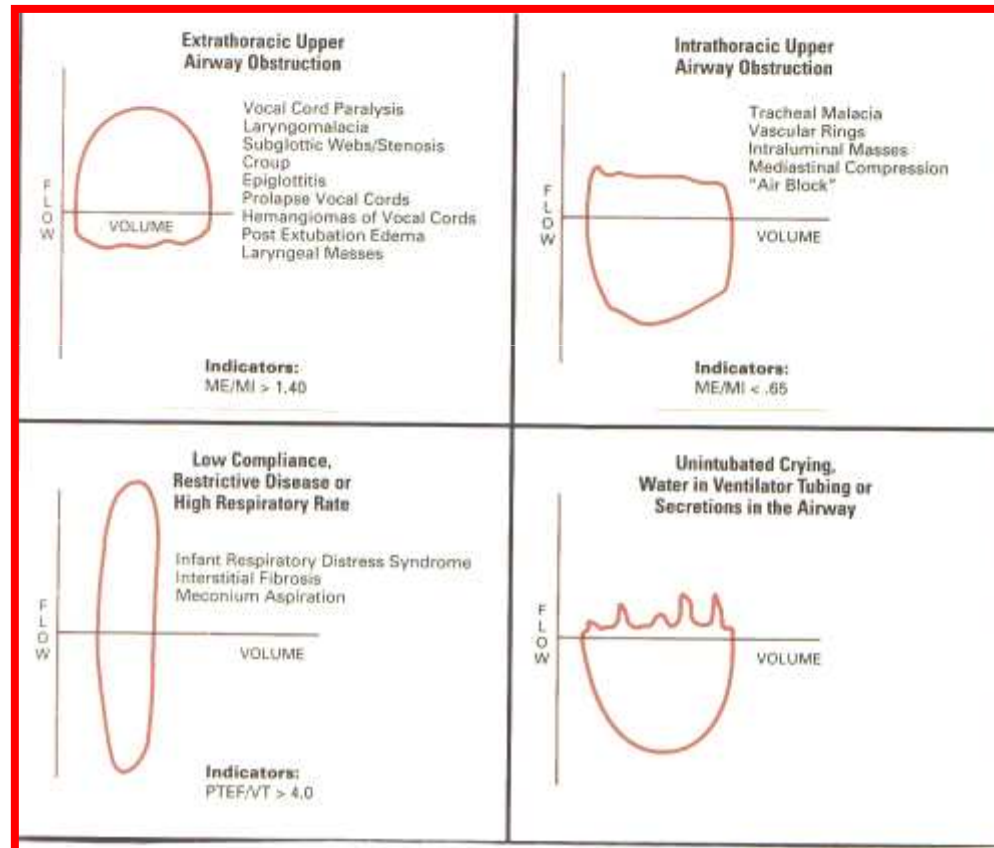 Extrathoracic Upper
Airway Obstruction
Vocal Cord Paralysis
Laryngomalacia
Subglottic Webs/Stenosis
Croup
Epiglottitis
Prolapse Vocal Cords
Hemangiomas of Vocal Cords
Post Extubation Edema
Laryngeal Masses
FLOW
VOLUME
Indicators:
ME/MI > 1.40
Intrathoracic Upper
Airway Obstruction
Tracheal Malacia
Vascular Rings
Intraluminal Masses
Mediastinal Compression
"Air Block"
FLOW
VOLUME
Indicators:
ME/MI < .65
Low Compliance,
Restrictive Disease or
High Respiratory Rate
Infant Respiratory Distress Syndrome
Interstitial Fibrosis
Meconium Aspiration
FLOW
VOLUME
Indicators:
PTEF/VT > 4.0
Unintubated Crying,
Water in Ventilator Tubing or
Secretions in the Airway
FLOW
VOLUME